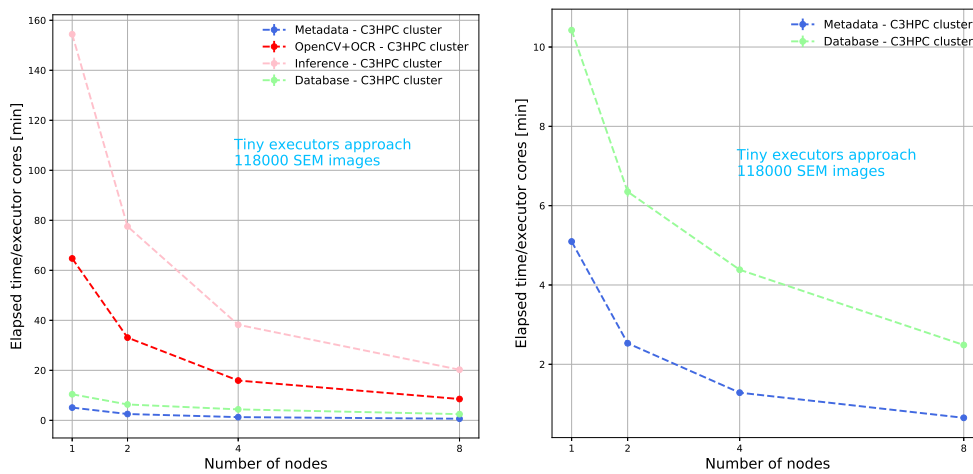 160
140
120
100
80
60
40
20
0
Elapsed time/executor cores [min]
Metadata - C3HPC cluster
OpenCV+OCR - C3HPC cluster
Inference - C3HPC cluster
Database - C3HPC cluster
Tiny executors approach
118000 SEM images
1 2 4 8
Number of nodes
10
8
6
4
2
Elapsed time/executor cores [min]
Metadata - C3HPC cluster
Database - C3HPC cluster
Tiny executors approach
118000 SEM images
1 2 4 8
Number of nodes